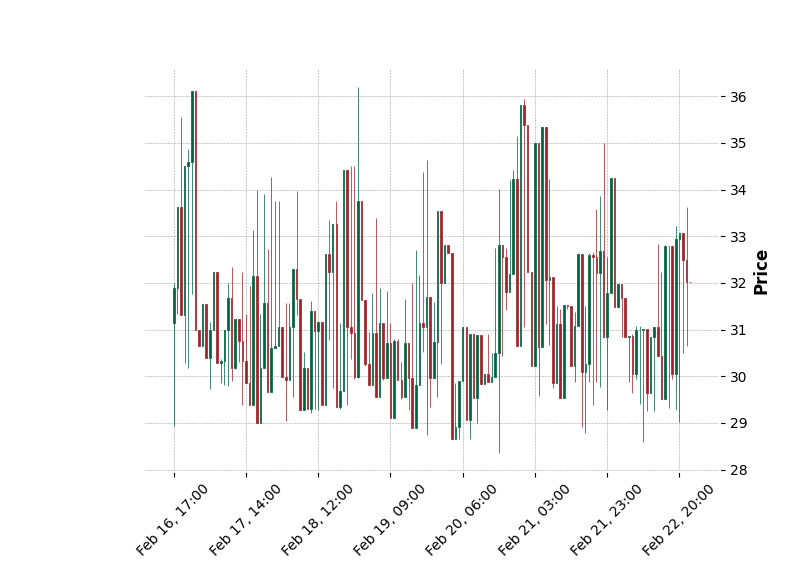 36
35
34
33
32
31
30
29
28
Price
Feb 16, 17:00
Feb 17, 14:00
Feb 18, 12:00
Feb 19, 09:00
Feb 20, 06:00
Feb 21, 03:00
Feb 21, 23:00
Feb 22, 20:00